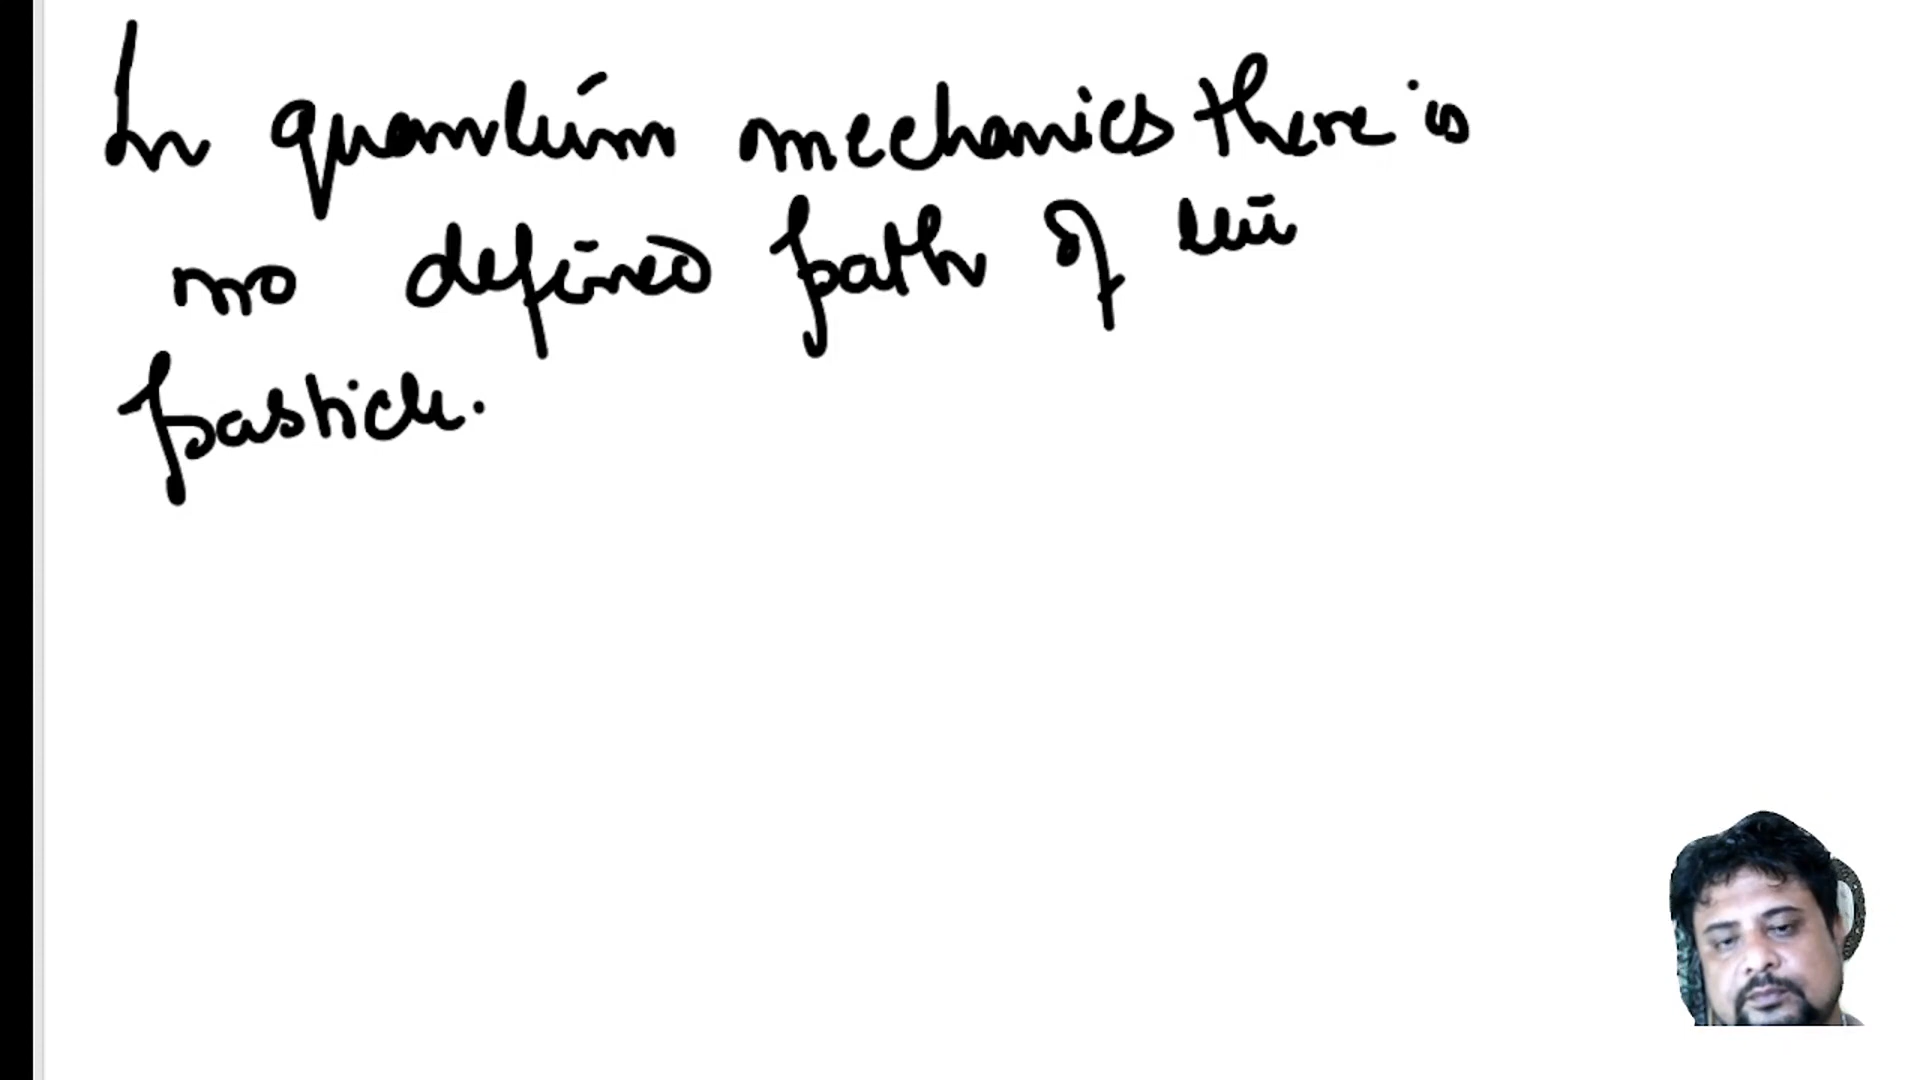 In quantum mechanics there is
no defined path of the
particle.